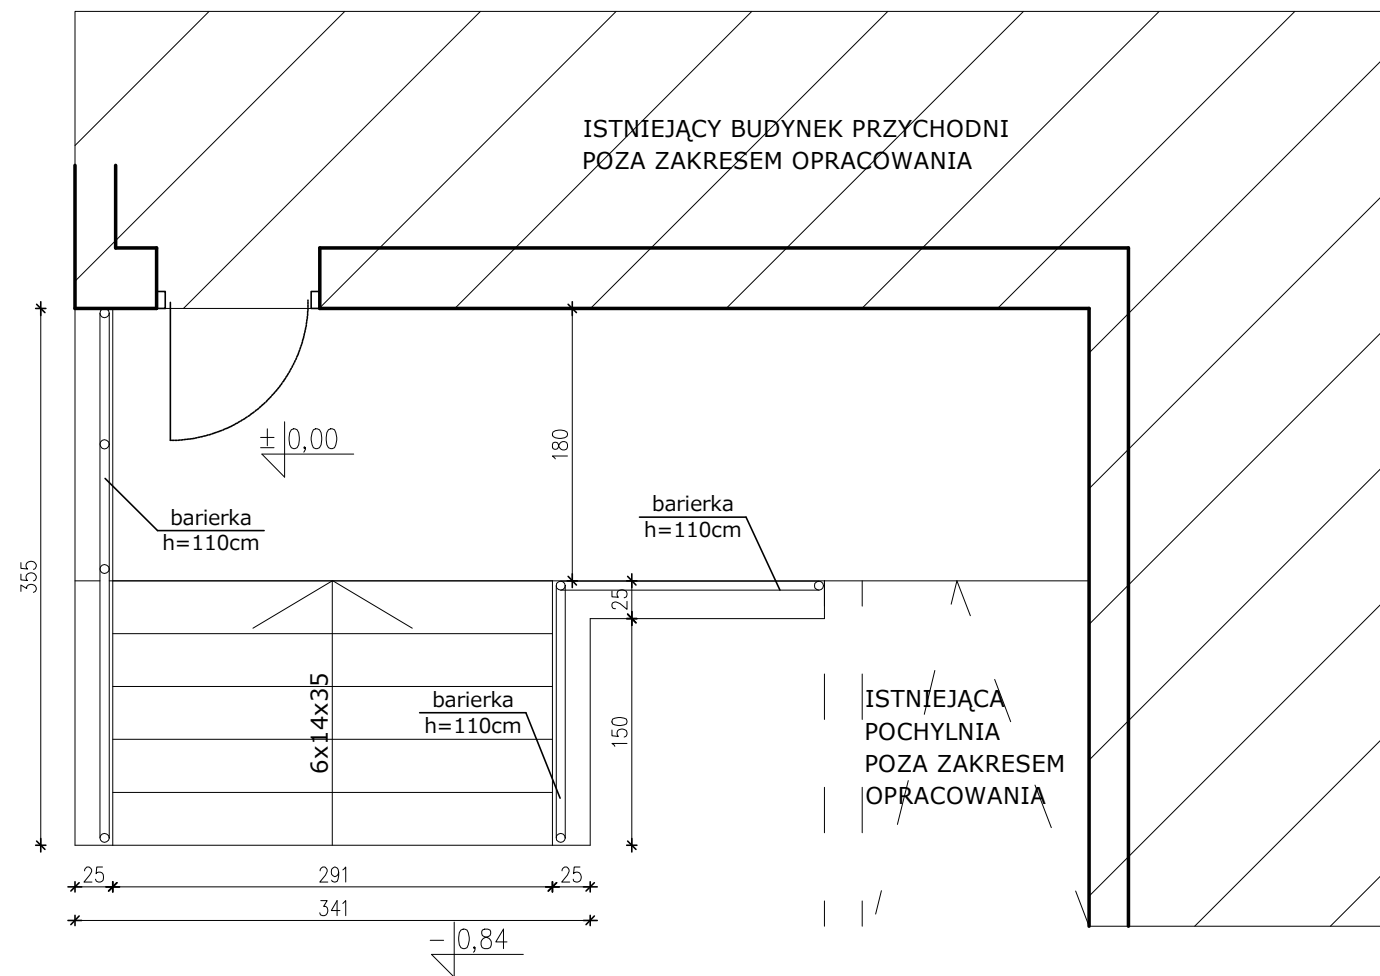 ISTNIEJĄCY BUDYNEK PRZYCHODNI
POZA ZAKRESEM OPRACOWANIA
± 0,00
180
barierka
h=110cm
barierka
h=110cm
355
25
6x14x35
barierka
h=110cm
150
ISTNIEJĄCA
POCHYLNIA
POZA ZAKRESEM
OPRACOWANIA
25
291
25
341
− 0,84